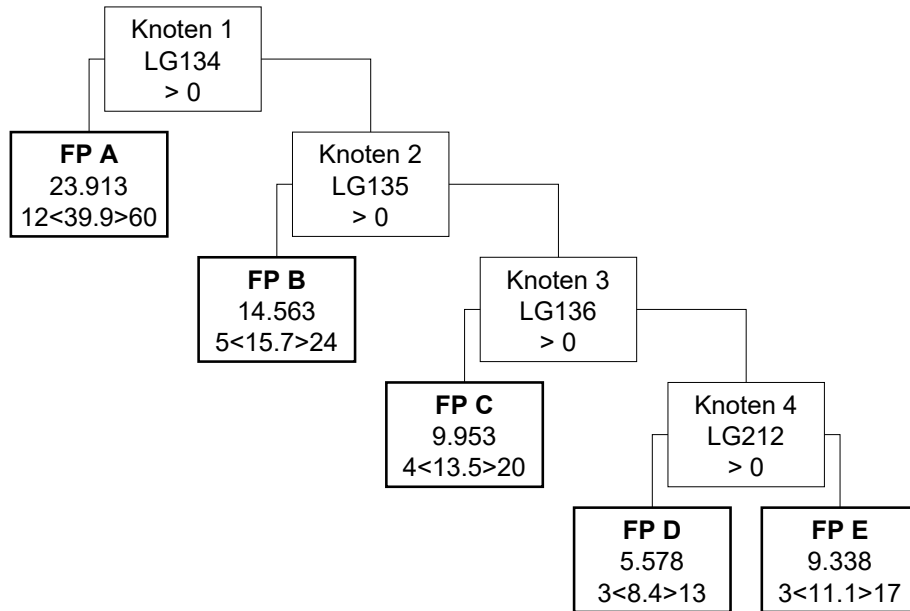 Knoten 1
LG134
> 0
FP A
23.913
12<39.9>60
Knoten 2
LG135
> 0
FP B
14.563
5<15.7>24
Knoten 3
LG136
> 0
FP C
9.953
4<13.5>20
Knoten 4
LG212
> 0
FP D
5.578
3<8.4>13
FP E
9.338
3<11.1>17